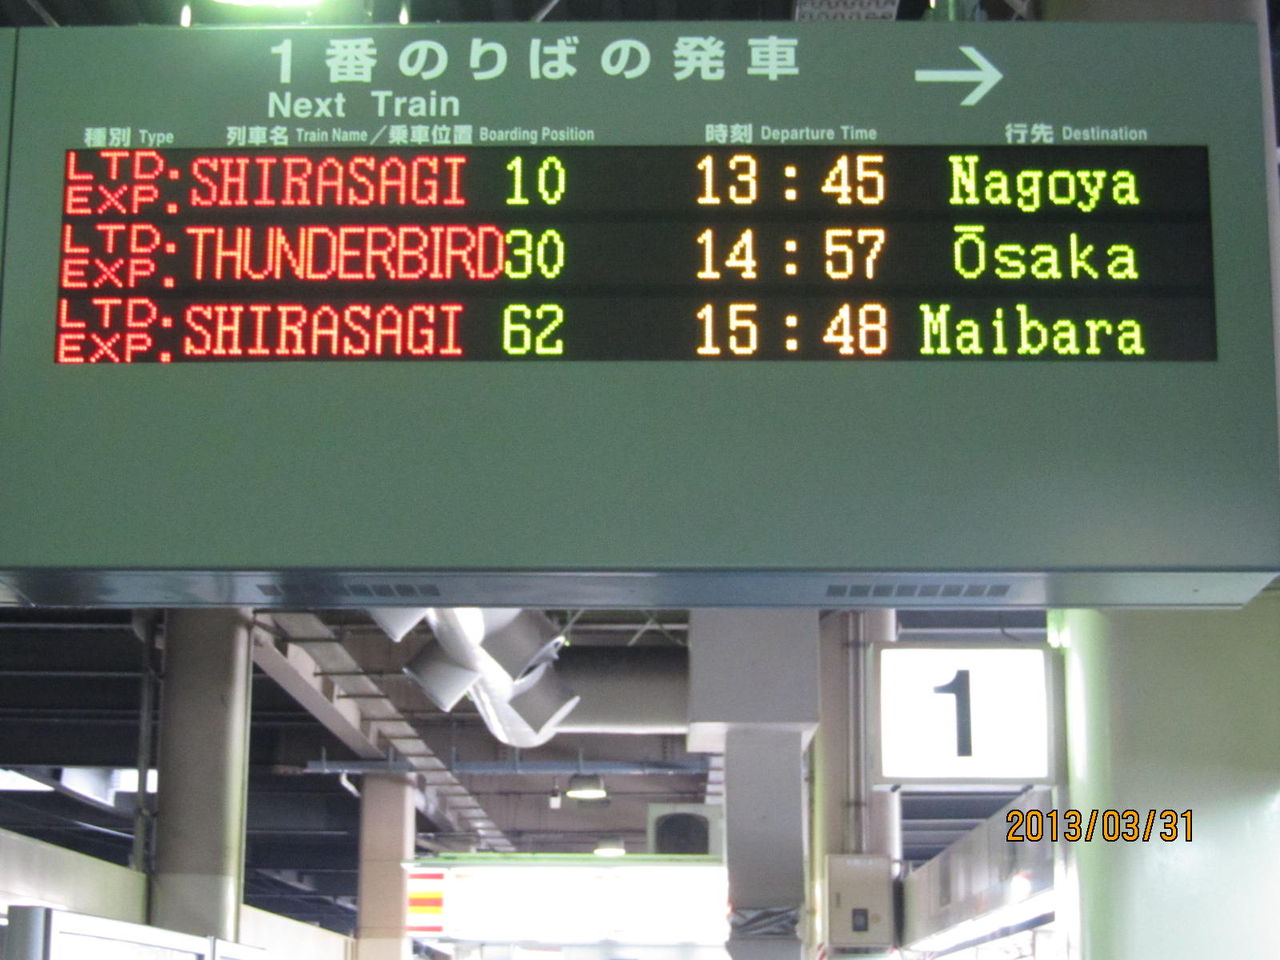 1番のりばの発車 →
Next Train
種別 Type 列車名 Train Name／乗車位置 Boarding Position 時刻 Departure Time 行先 Destination
LTD. EXP. SHIRASAGI 10 13:45 Nagoya
LTD. EXP. THUNDERBIRD 30 14:57 Ōsaka
LTD. EXP. SHIRASAGI 62 15:48 Maibara
1
2013/03/31